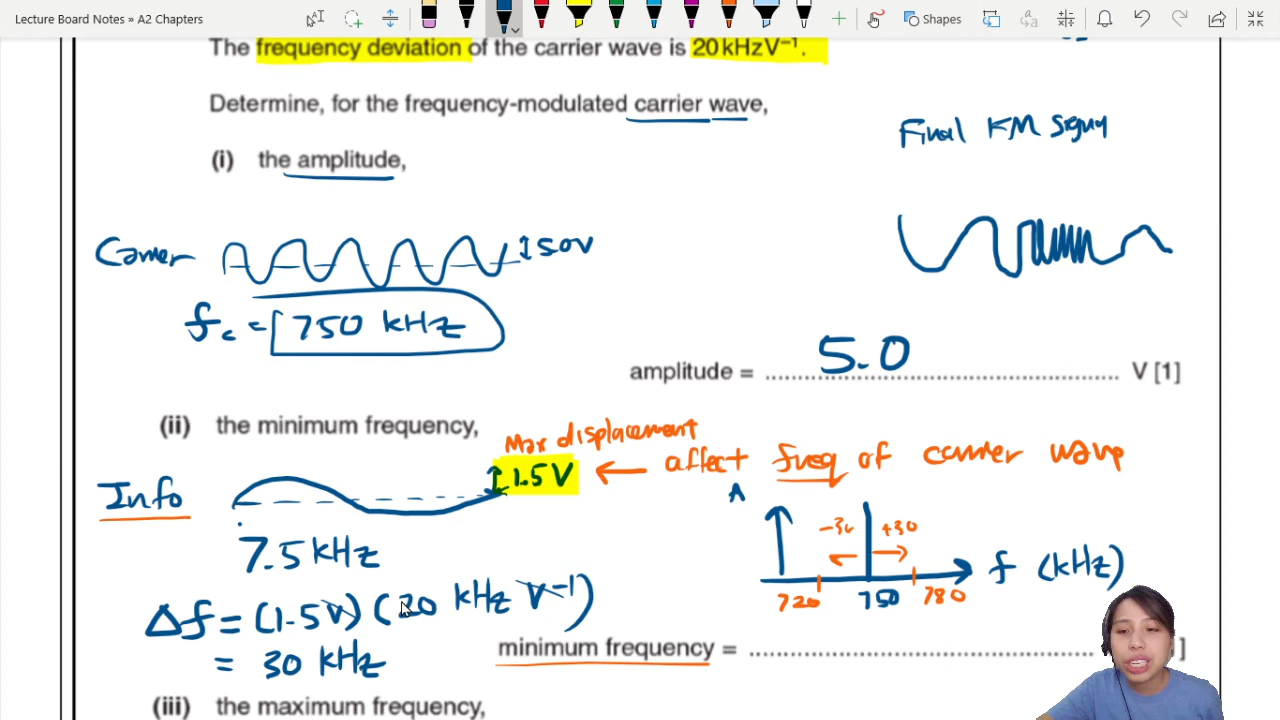 Lecture Board Notes » A2 Chapters
Shapes
The frequency deviation of the carrier wave is 20 kHz V⁻¹.
Determine, for the frequency-modulated carrier wave,
Final FM signal
(i) the amplitude,
Carrier
5.0V
fc = 750 kHz
5.0
amplitude = .......................................................... V [1]
(ii) the minimum frequency,
Max displacement
1.5V ← affect freq of carrier wave
Info
A
-30 +30
7.5 kHz
f (kHz)
720 750 780
Δf = (1.5V) (20 kHz V⁻¹)
= 30 kHz
minimum frequency = .................................................. ]
(iii) the maximum frequency,